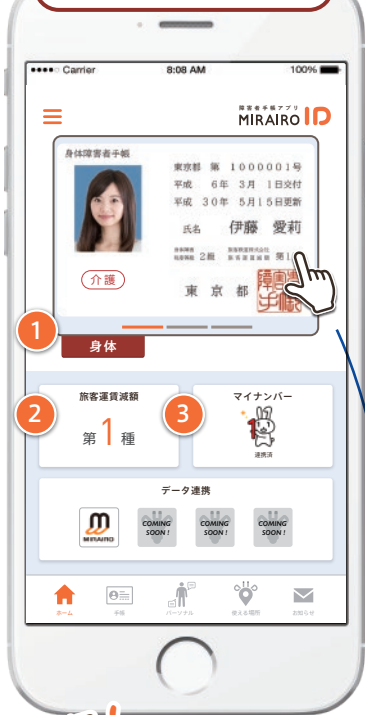 Carrier 8:08 AM 100%
障害者手帳アプリ
MIRAIRO ID
身体障害者手帳
東京都 第 1000001号
平成 6年 3月 1日交付
平成 30年 5月15日更新
氏名 伊藤 愛莉
2級 第1
介護
東京都
1
身体
2
旅客運賃減額
第1種
3
マイナンバー
連携済
データ連携
MIRAIRO
COMING SOON!
COMING SOON!
COMING SOON!
ホーム
手帳
パーソナル
使える場所
お知らせ